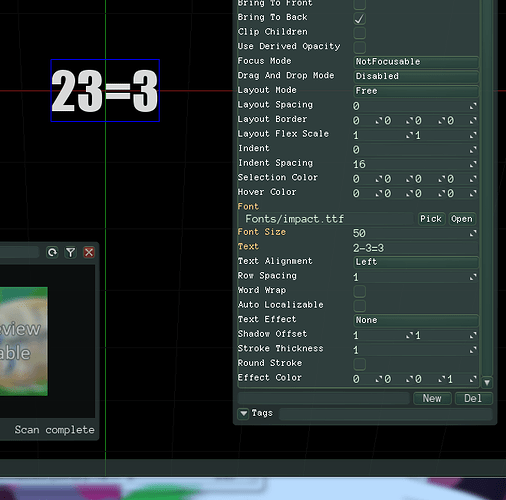 Bring To Front
Bring To Back
Clip Children
Use Derived Opacity
Focus Mode NotFocusable
Drag And Drop Mode Disabled
Layout Mode Free
Layout Spacing 0
Layout Border 0 0 0 0
Layout Flex Scale 1 1
Indent 0
Indent Spacing 16
Selection Color 0 0 0 0
Hover Color 0 0 0 0
Font
Fonts/impact.ttf Pick Open
Font Size 50
Text 2-3=3
Text Alignment Left
Row Spacing 1
Word Wrap
Auto Localizable
Text Effect None
Shadow Offset 1 1
Stroke Thickness 1
Round Stroke
Effect Color 0 0 0 1
New Del
Tags
23=3
view
able
Scan complete